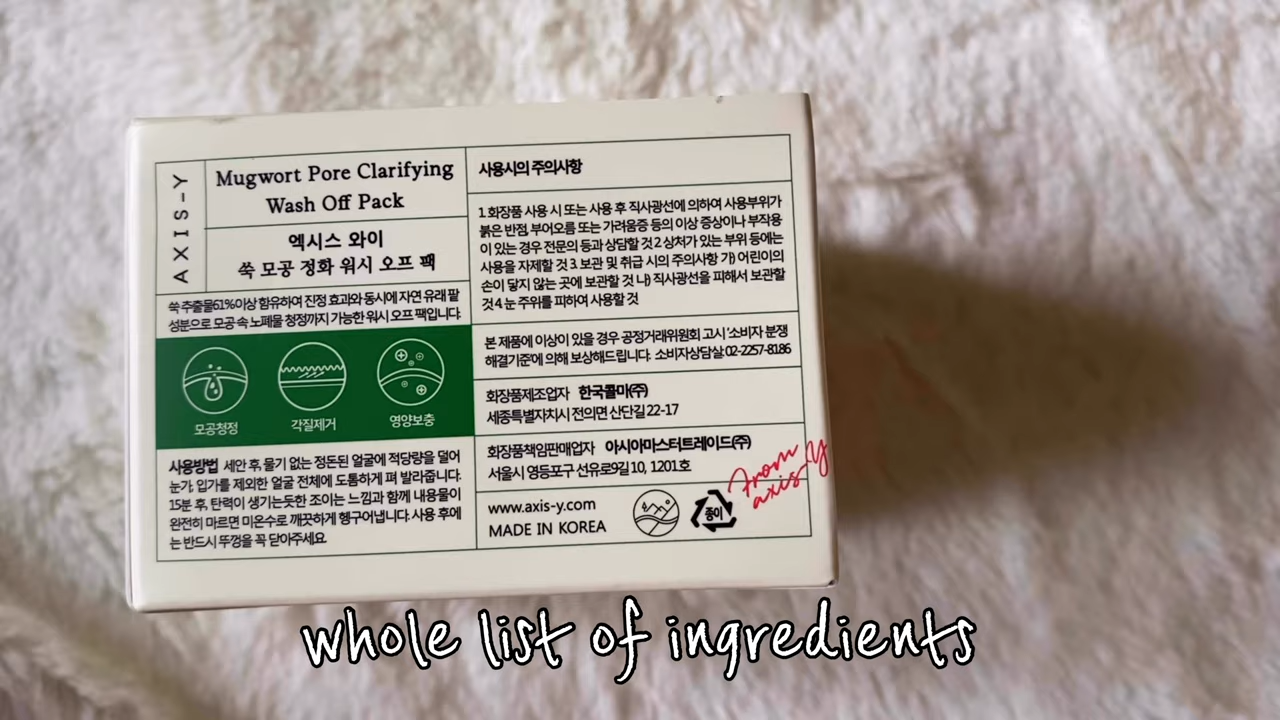 AXIS-Y
Mugwort Pore Clarifying
Wash Off Pack
엑시스 와이
쑥 모공 정화 워시 오프 팩
쑥 추출물61%이상 함유하여 진정 효과와 동시에 자연 유래 팥
성분으로 모공 속 노폐물 청정까지 가능한 워시 오프 팩입니다.
모공청정
각질제거
영양보충
사용방법 세안 후, 물기 없는 정돈된 얼굴에 적당량을 덜어
눈가, 입가를 제외한 얼굴 전체에 도톰하게 펴 발라줍니다.
15분 후, 탄력이 생기는듯한 조이는 느낌과 함께 내용물이
완전히 마르면 미온수로 깨끗하게 헹구어냅니다. 사용 후에
는 반드시 뚜껑을 꼭 닫아주세요.
사용시의 주의사항
1. 화장품 사용 시 또는 사용 후 직사광선에 의하여 사용부위가
붉은 반점, 부어오름 또는 가려움증 등의 이상 증상이나 부작용
이 있는 경우 전문의 등과 상담할 것 2. 상처가 있는 부위 등에는
사용을 자제할 것 3. 보관 및 취급 시의 주의사항 가) 어린이의
손이 닿지 않는 곳에 보관할 것 나) 직사광선을 피해서 보관할
것 4. 눈 주위를 피하여 사용할 것
본 제품에 이상이 있을 경우 공정거래위원회 고시 '소비자 분쟁
해결기준'에 의해 보상해드립니다. 소비자상담실 02-2257-8186
화장품제조업자 한국콜마(주)
세종특별자치시 전의면 산단길 22-17
화장품책임판매업자 아시아마스터트레이드(주)
서울시 영등포구 선유로9길 10, 1201호
www.axis-y.com
MADE IN KOREA
종이
From
axis-y
whole list of ingredients